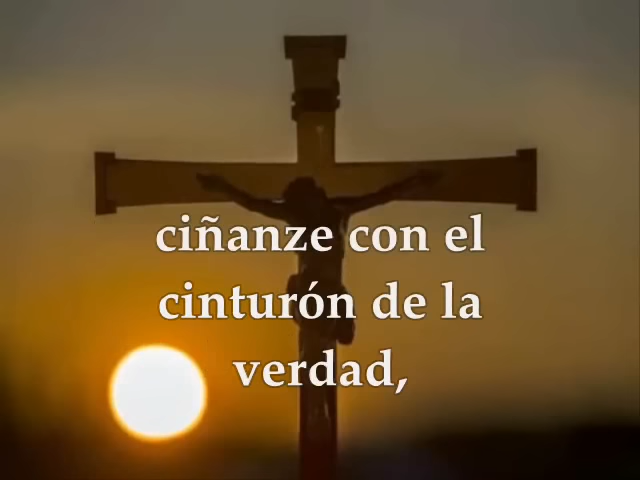 ciñanze con el
cinturón de la
verdad,